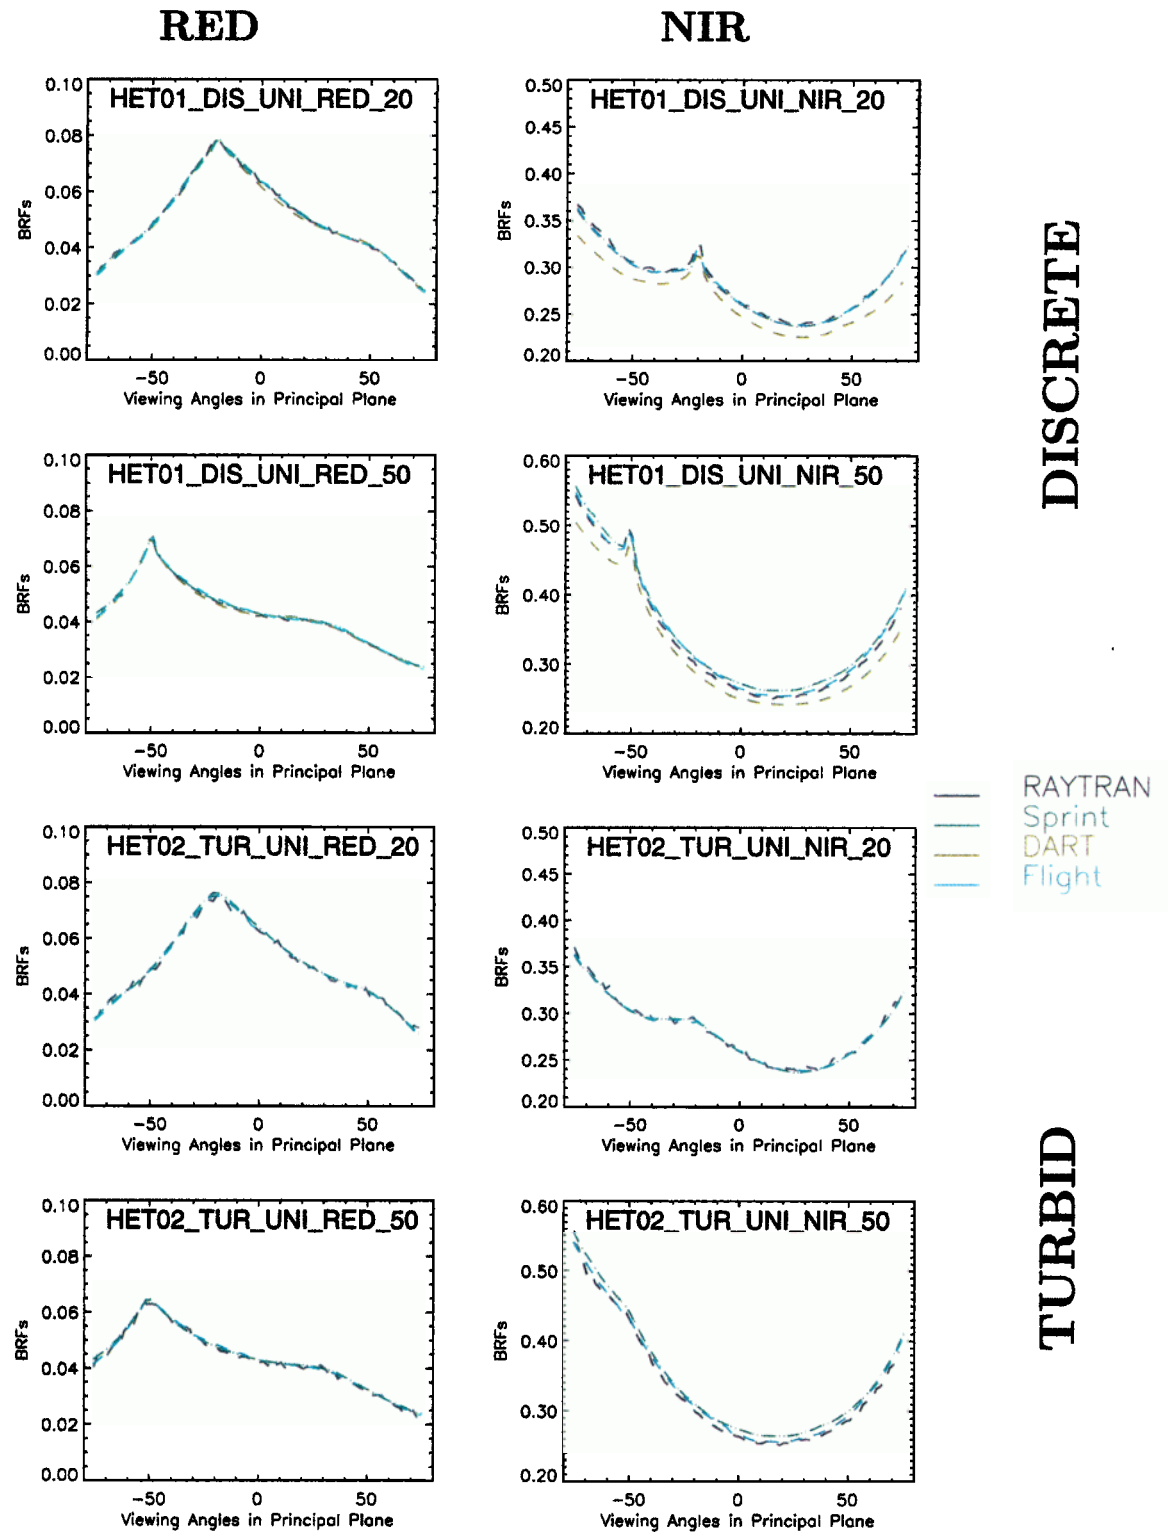 RED
NIR
HET01_DIS_UNI_RED_20
BRFs
0.10
0.08
0.06
0.04
0.02
0.00
-50
0
50
Viewing Angles in Principal Plane
HET01_DIS_UNI_NIR_20
BRFs
0.50
0.45
0.40
0.35
0.30
0.25
0.20
-50
0
50
Viewing Angles in Principal Plane
DISCRETE
HET01_DIS_UNI_RED_50
BRFs
0.10
0.08
0.06
0.04
0.02
0.00
-50
0
50
Viewing Angles in Principal Plane
HET01_DIS_UNI_NIR_50
BRFs
0.60
0.50
0.40
0.30
0.20
-50
0
50
Viewing Angles in Principal Plane
RAYTRAN
Sprint
DART
Flight
HET02_TUR_UNI_RED_20
BRFs
0.10
0.08
0.06
0.04
0.02
0.00
-50
0
50
Viewing Angles in Principal Plane
HET02_TUR_UNI_NIR_20
BRFs
0.50
0.45
0.40
0.35
0.30
0.25
0.20
-50
0
50
Viewing Angles in Principal Plane
TURBID
HET02_TUR_UNI_RED_50
BRFs
0.10
0.08
0.06
0.04
0.02
0.00
-50
0
50
Viewing Angles in Principal Plane
HET02_TUR_UNI_NIR_50
BRFs
0.60
0.50
0.40
0.30
0.20
-50
0
50
Viewing Angles in Principal Plane